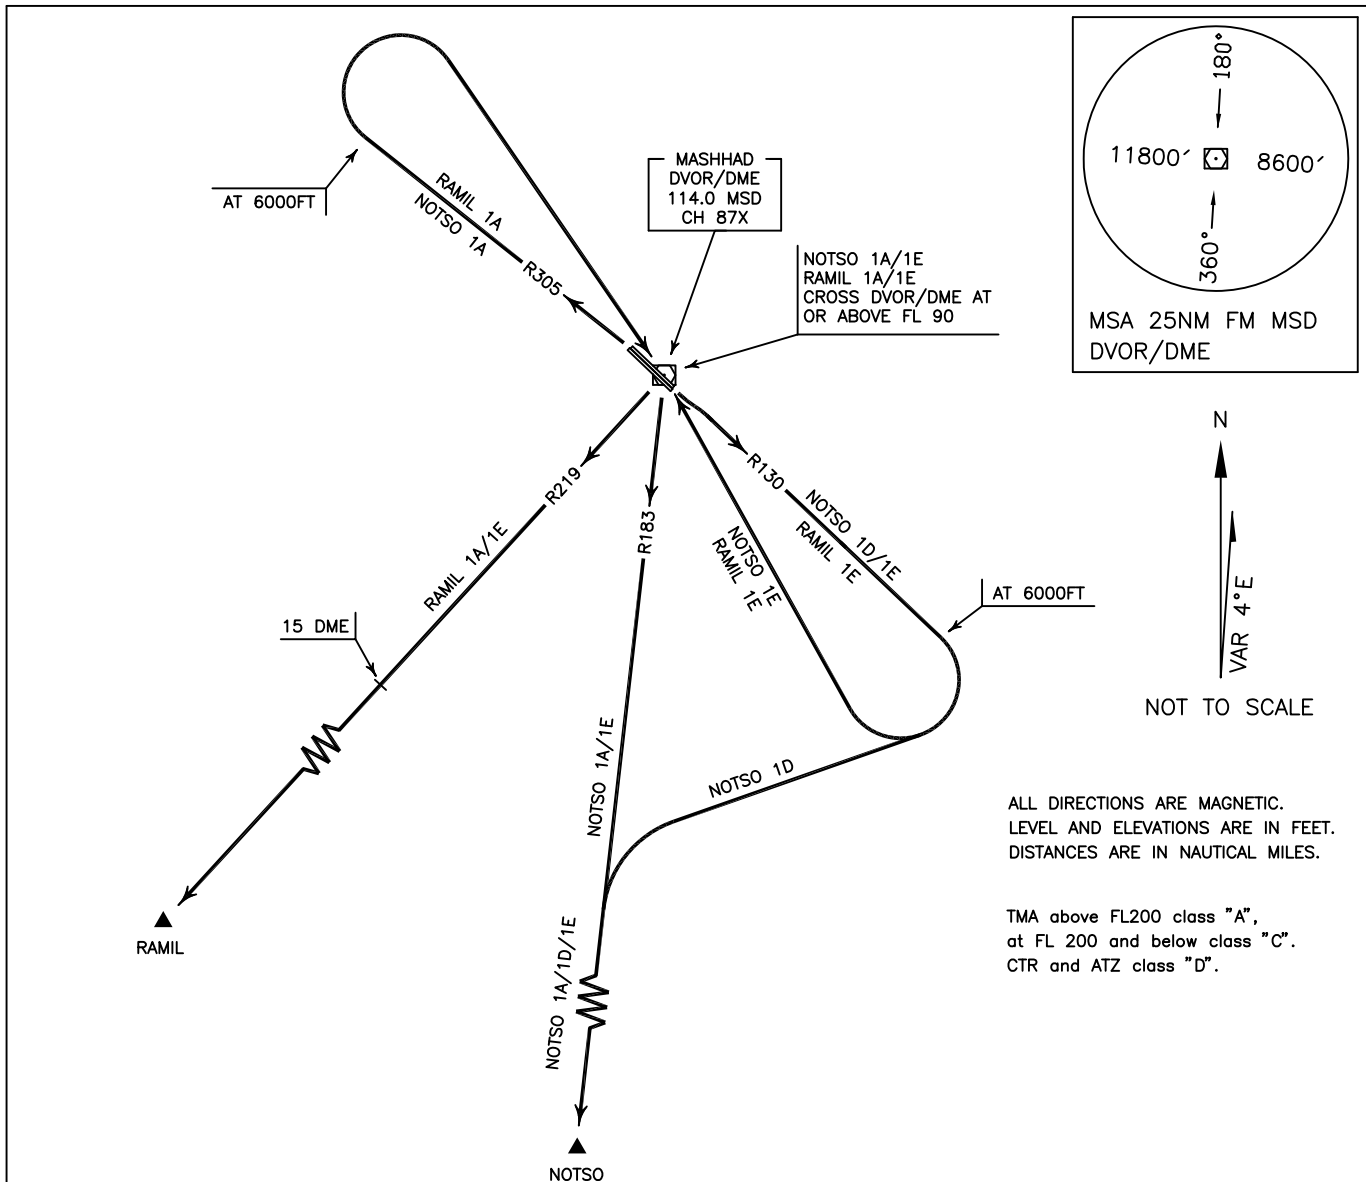 180°
11800′
8600′
360°
MSA 25NM FM MSD
DVOR/DME
MASHHAD
DVOR/DME
114.0 MSD
CH 87X
AT 6000FT
RAMIL 1A
NOTSO 1A
R305
NOTSO 1A/1E
RAMIL 1A/1E
CROSS DVOR/DME AT
OR ABOVE FL 90
N
VAR 4°E
NOT TO SCALE
R219
R183
R130
RAMIL 1A/1E
NOTSO 1E
RAMIL 1E
NOTSO 1D/1E
RAMIL 1E
AT 6000FT
15 DME
NOTSO 1A/1E
NOTSO 1D
ALL DIRECTIONS ARE MAGNETIC.
LEVEL AND ELEVATIONS ARE IN FEET.
DISTANCES ARE IN NAUTICAL MILES.
TMA above FL200 class "A",
at FL 200 and below class "C".
CTR and ATZ class "D".
RAMIL
NOTSO 1A/1D/1E
NOTSO